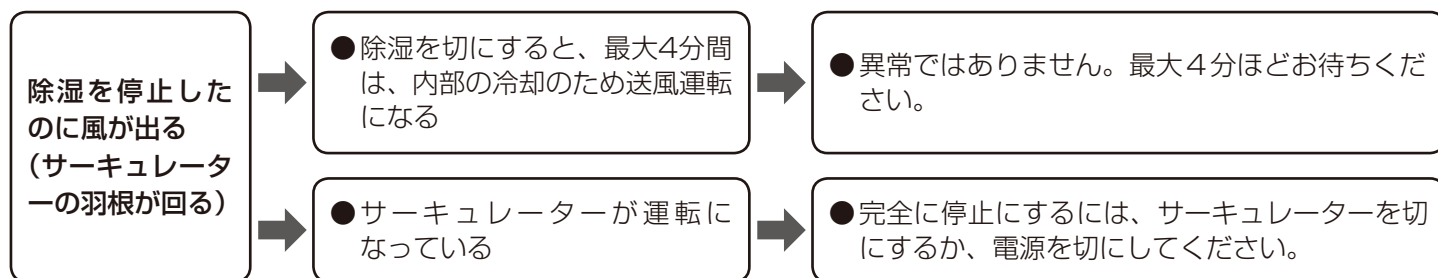 除湿を停止した
のに風が出る
（サーキュレータ
ーの羽根が回る）
●除湿を切にすると、最大4分間
は、内部の冷却のため送風運転
になる
●異常ではありません。最大４分ほどお待ちくだ
さい。
●サーキュレーターが運転に
なっている
●完全に停止にするには、サーキュレーターを切
にするか、電源を切にしてください。